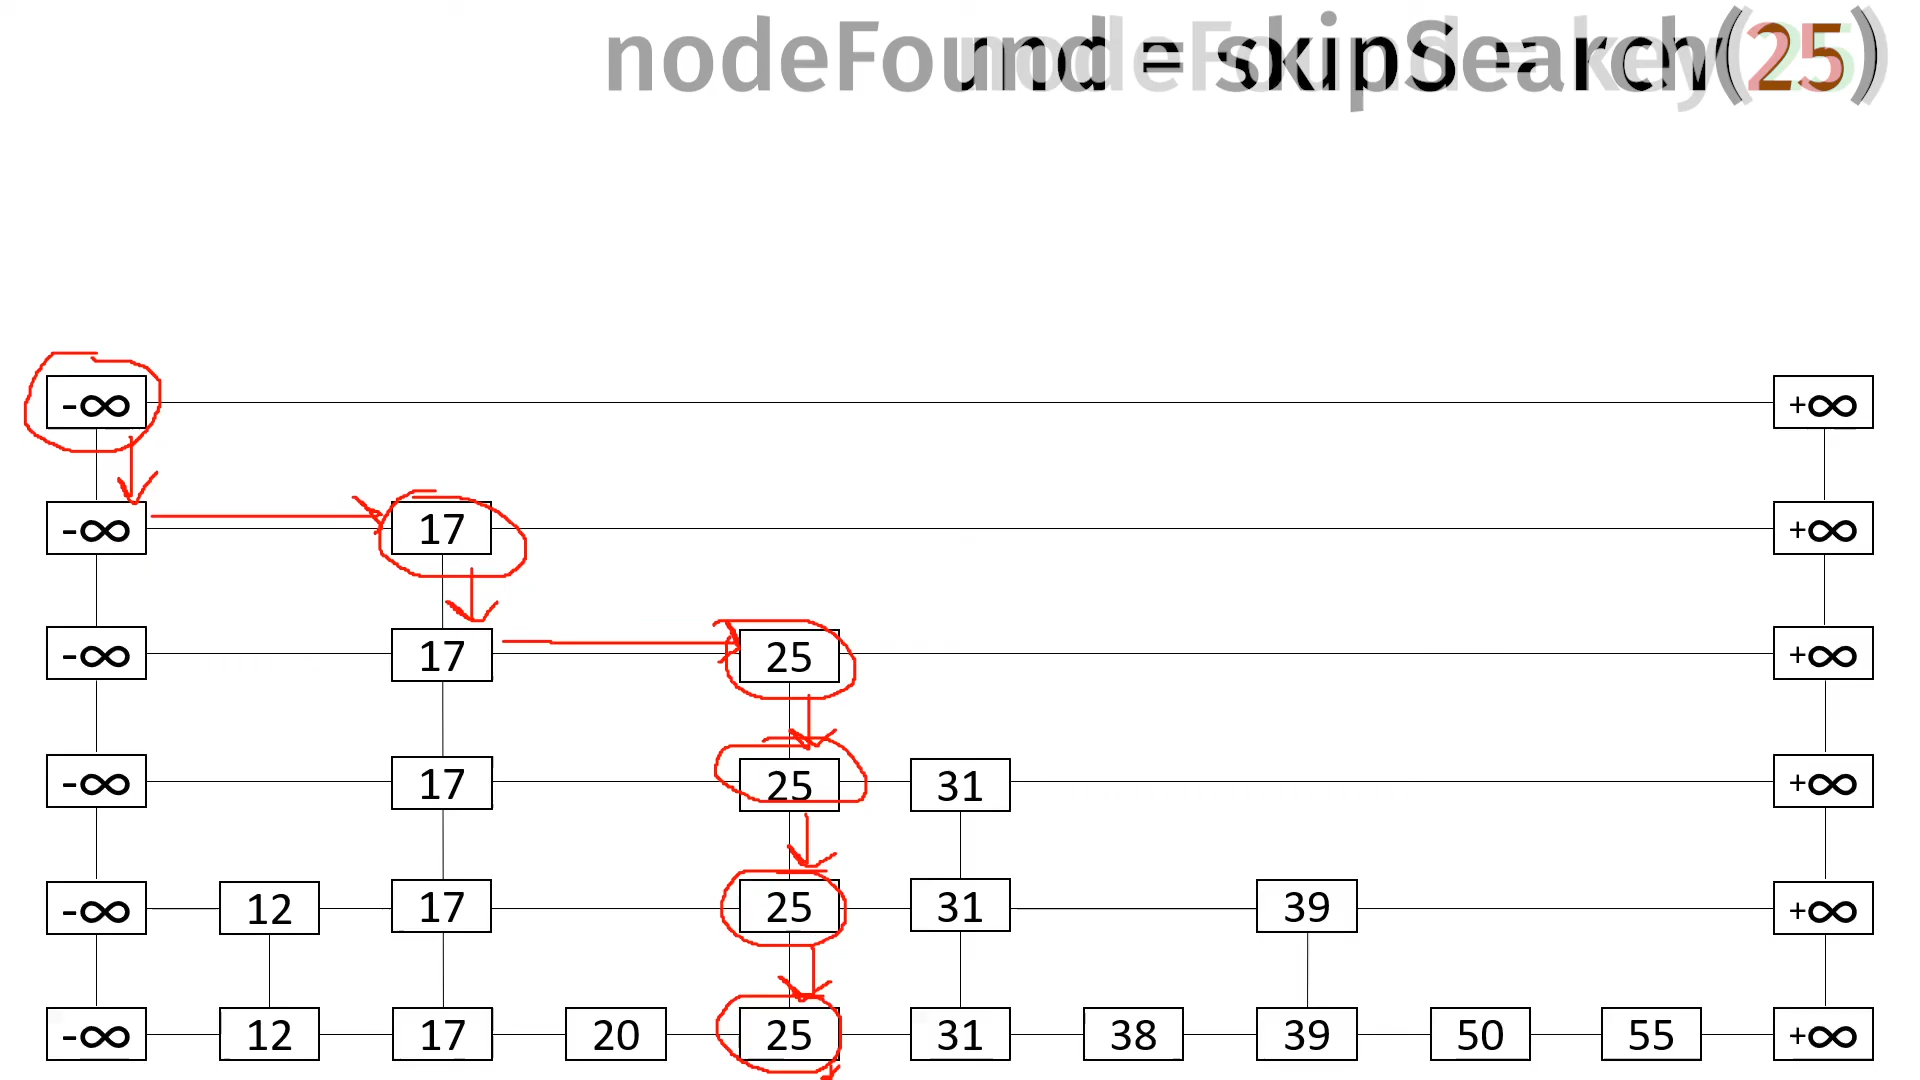 nodeFound = skipSearch(25)
-∞ +∞
-∞ 17 +∞
-∞ 17 25 +∞
-∞ 17 25 31 +∞
-∞ 12 17 25 31 39 +∞
-∞ 12 17 20 25 31 38 39 50 55 +∞